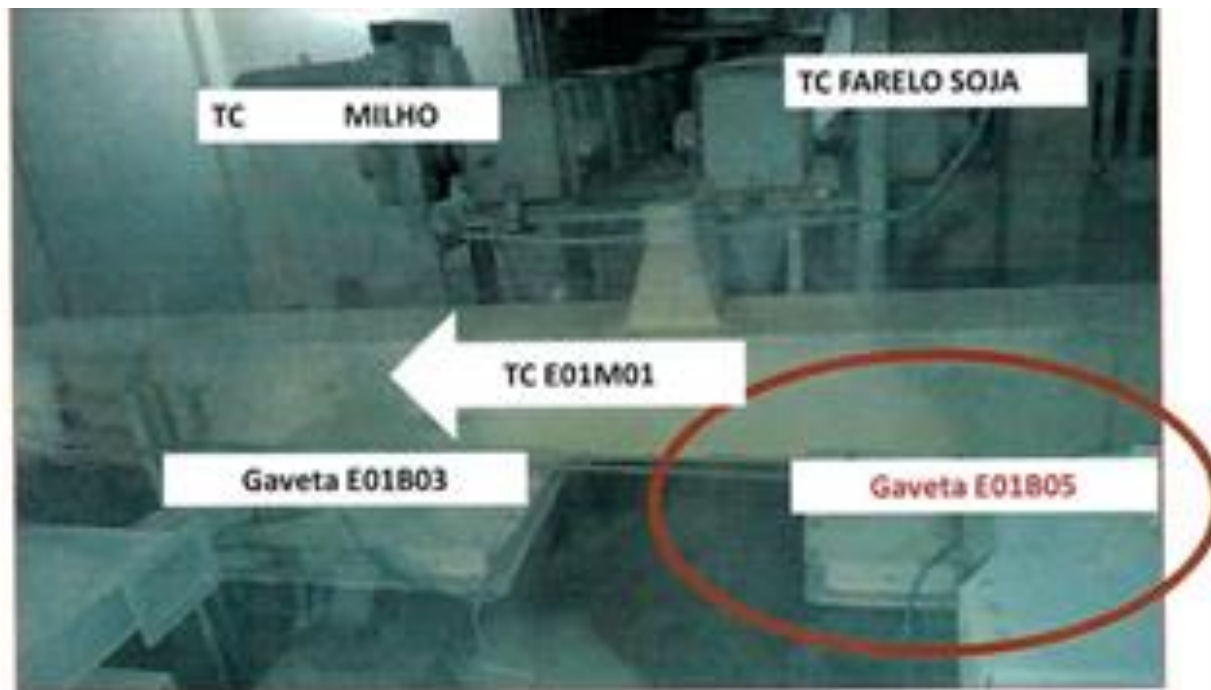 TC MILHO
TC FARELO SOJA
TC E01M01
Gaveta E01B03
Gaveta E01B05